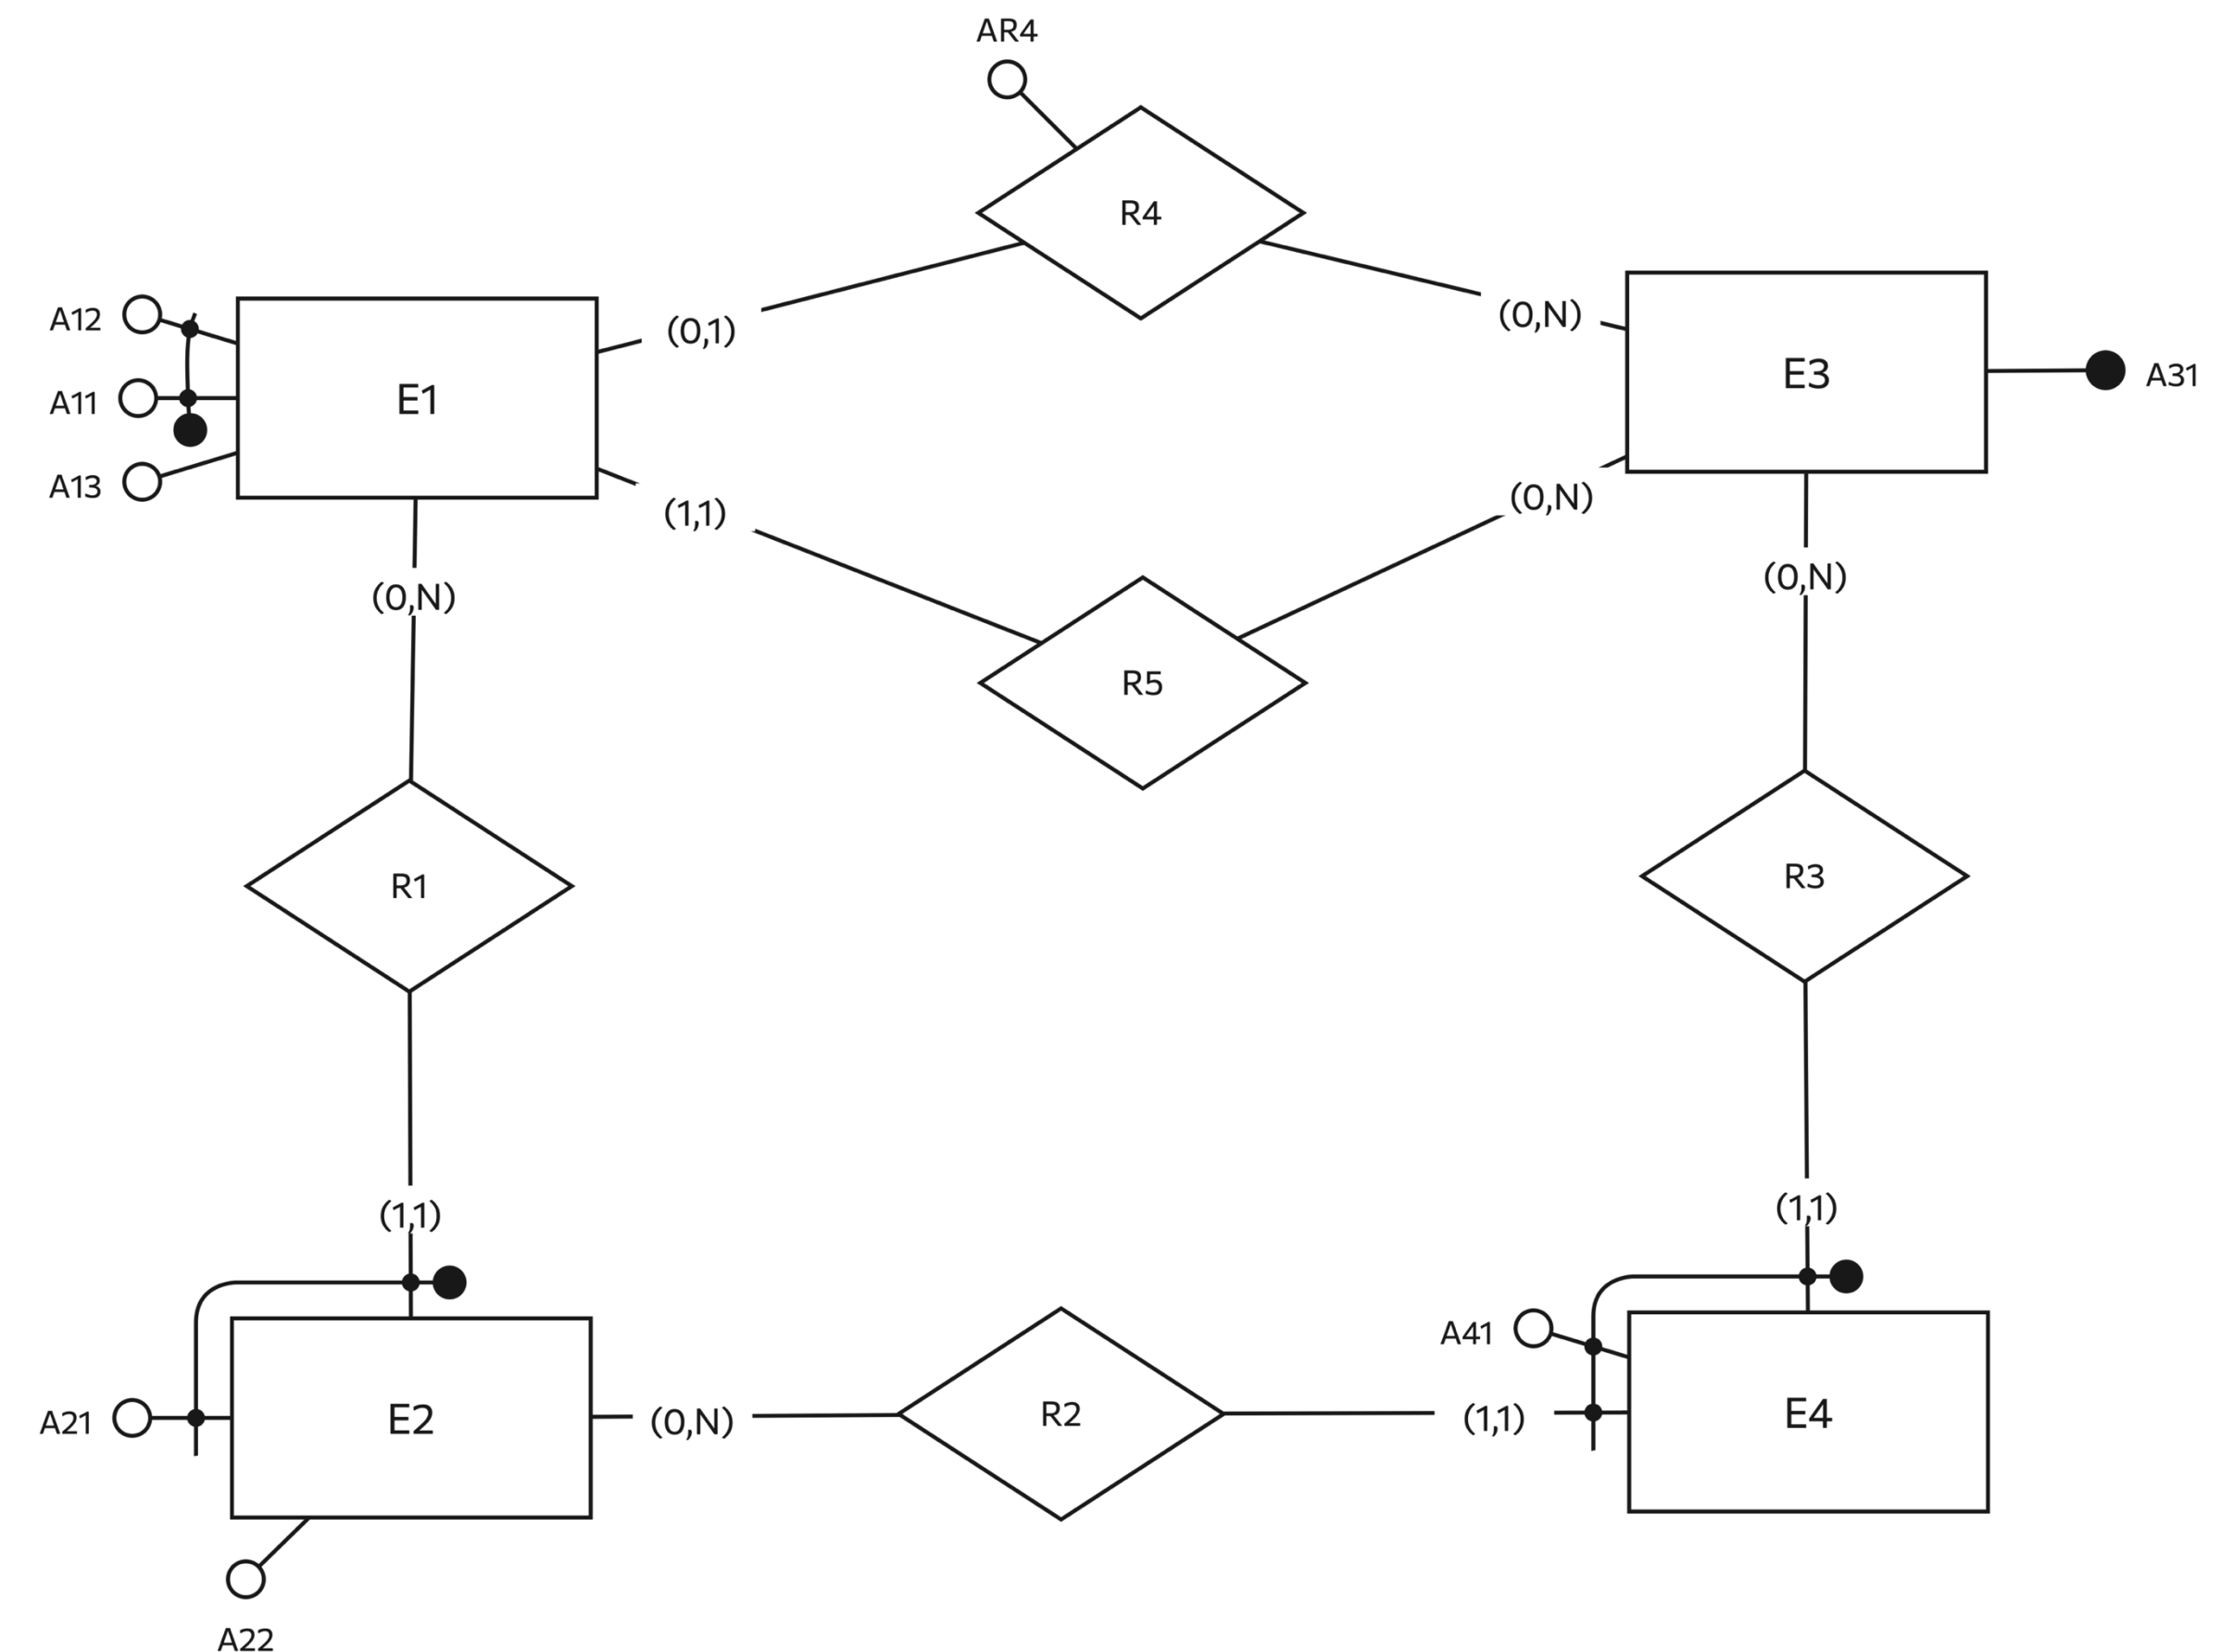 AR4
R4
A12
(0,1)
(0,N)
E1
E3
A31
A11
A13
(1,1)
(0,N)
(0,N)
(0,N)
R5
R1
R3
(1,1)
(1,1)
A41
A21
E2
(0,N)
R2
(1,1)
E4
A22